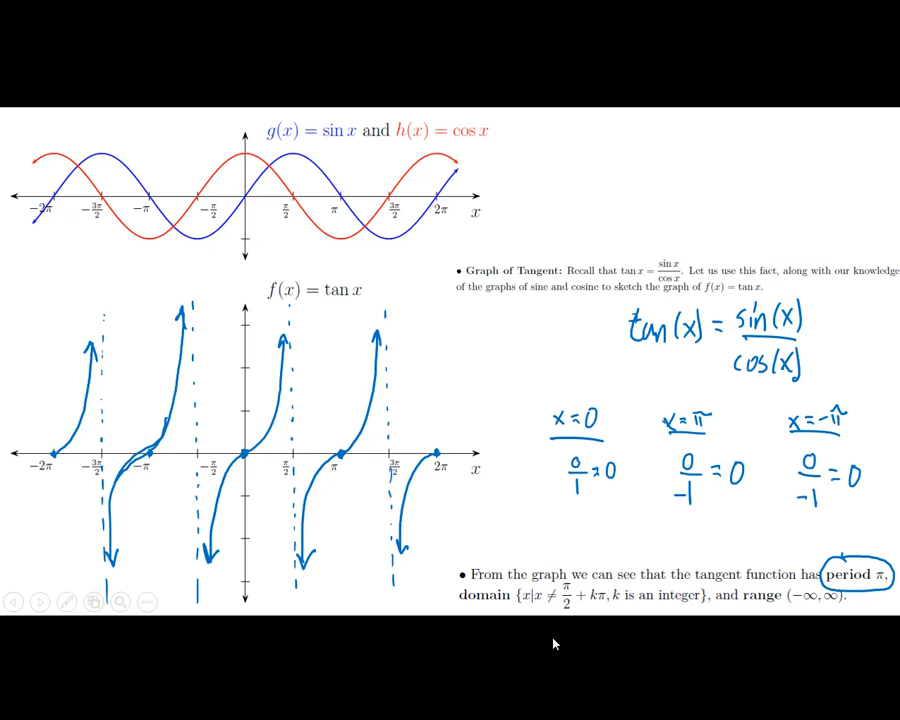 g(x) = sin x and h(x) = cos x
−2π −3π/2 −π −π/2 π/2 π 3π/2 2π x
• Graph of Tangent: Recall that tan x = sin x/cos x. Let us use this fact, along with our knowledge
of the graphs of sine and cosine to sketch the graph of f(x) = tan x.
f(x) = tan x
tan(x) = sin(x)/cos(x)
x=0 x=π x=-π
0/1 = 0 0/-1 = 0 0/-1 = 0
−2π −3π/2 −π −π/2 π/2 π 3π/2 2π x
• From the graph we can see that the tangent function has period π,
domain {x|x ≠ π/2 + kπ, k is an integer}, and range (−∞, ∞).